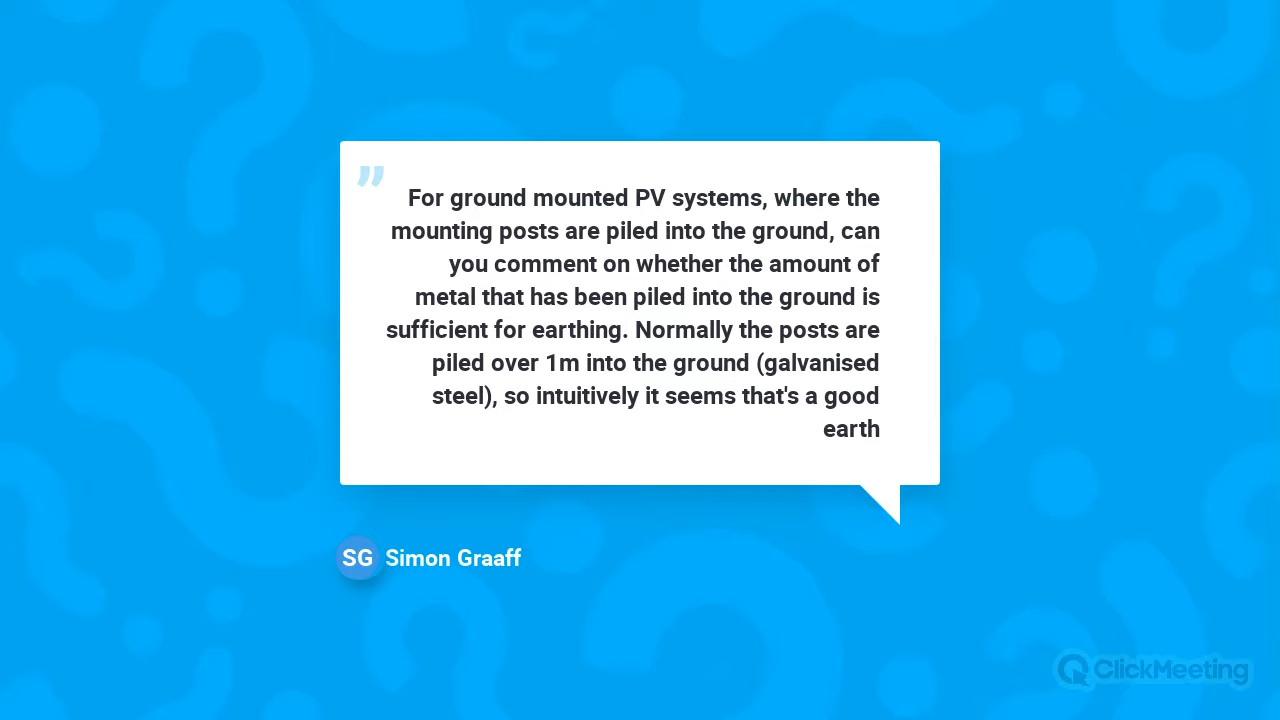 For ground mounted PV systems, where the
mounting posts are piled into the ground, can
you comment on whether the amount of
metal that has been piled into the ground is
sufficient for earthing. Normally the posts are
piled over 1m into the ground (galvanised
steel), so intuitively it seems that's a good
earth
SG Simon Graaff
ClickMeeting